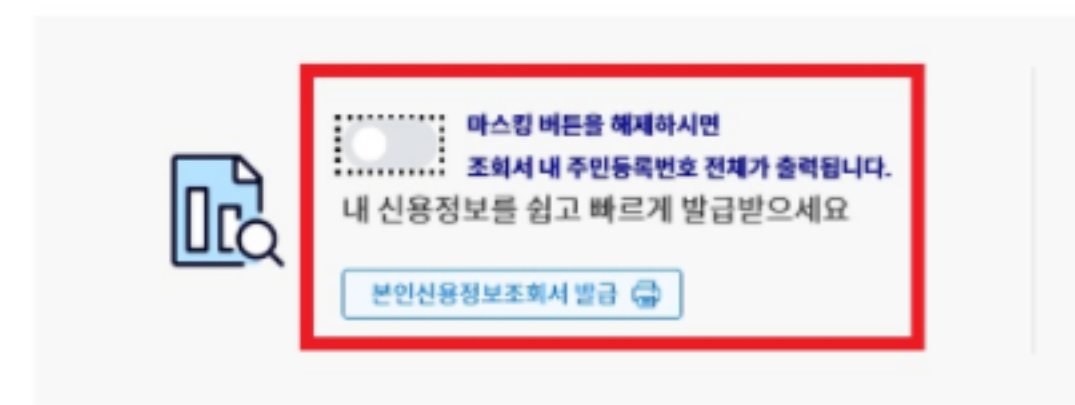 마스킹 버튼을 해제하시면
조회서 내 주민등록번호 전체가 출력됩니다.
내 신용정보를 쉽고 빠르게 발급받으세요
본인신용정보조회서 발급